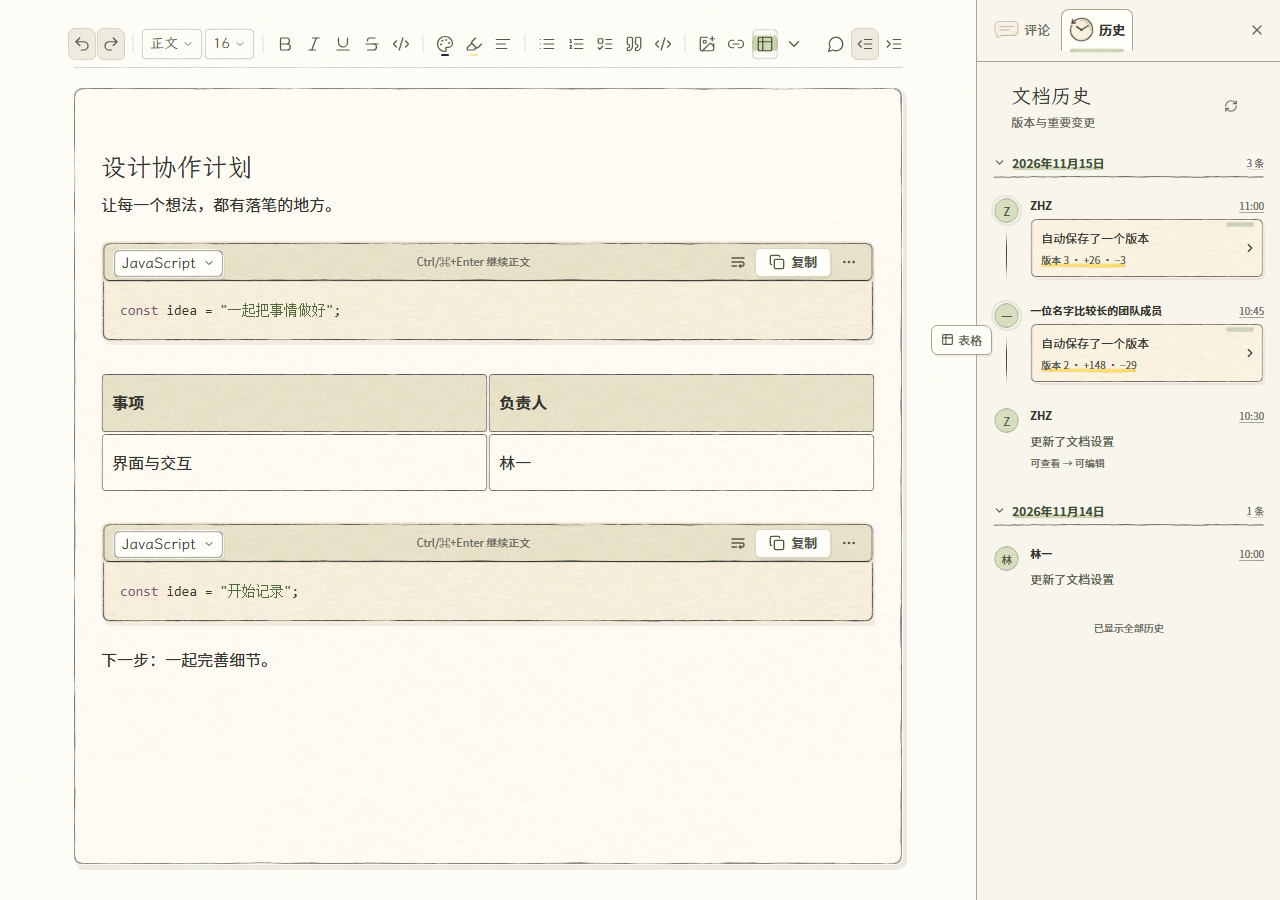 正文 16
评论 历史
设计协作计划
让每一个想法，都有落笔的地方。
JavaScript Ctrl/⌘+Enter 继续正文 复制
const idea = "一起把事情做好";
事项 负责人
界面与交互 林一
JavaScript Ctrl/⌘+Enter 继续正文 复制
const idea = "开始记录";
下一步：一起完善细节。
表格
文档历史
版本与重要变更
2026年11月15日 3 条
Z ZHZ 11:00
自动保存了一个版本
版本 3 · +26 · −3
一 一位名字比较长的团队成员 10:45
自动保存了一个版本
版本 2 · +148 · −29
Z ZHZ 10:30
更新了文档设置
可查看 → 可编辑
2026年11月14日 1 条
林 林一 10:00
更新了文档设置
已显示全部历史